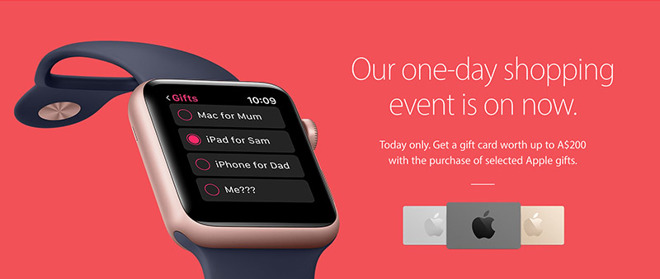 <Gifts
10:09
Mac for Mum
iPad for Sam
iPhone for Dad
Me???
Our one-day shopping
event is on now.
Today only. Get a gift card worth up to A$200
with the purchase of selected Apple gifts.